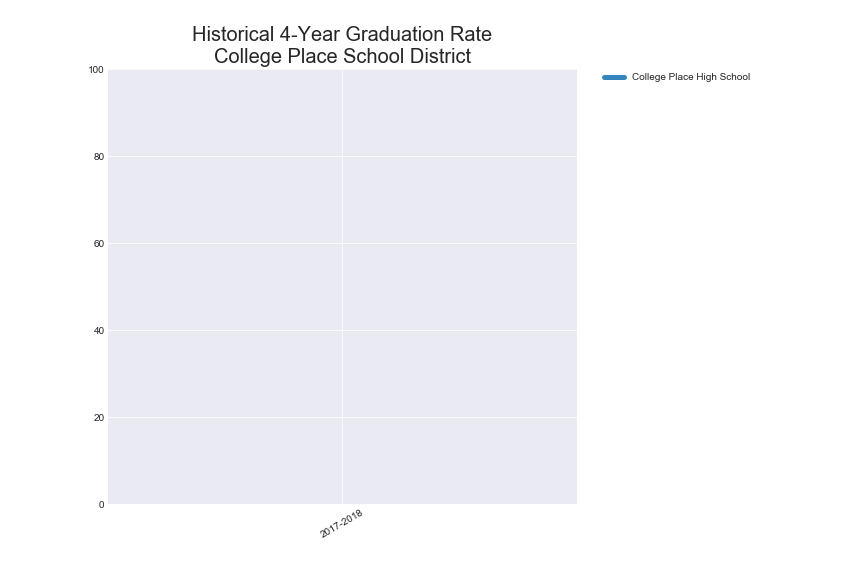 Historical 4-Year Graduation Rate
College Place School District
College Place High School
100
80
60
40
20
0
2017-2018